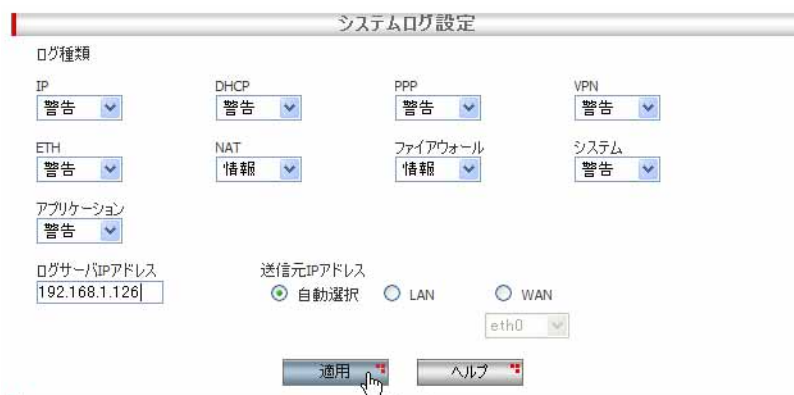 システムログ設定
ログ種類
IP DHCP PPP VPN
警告 警告 警告 警告
ETH NAT ファイアウォール システム
警告 情報 情報 警告
アプリケーション
警告
ログサーバIPアドレス 送信元IPアドレス
192.168.1.126 自動選択 LAN WAN
eth0
適用 ヘルプ